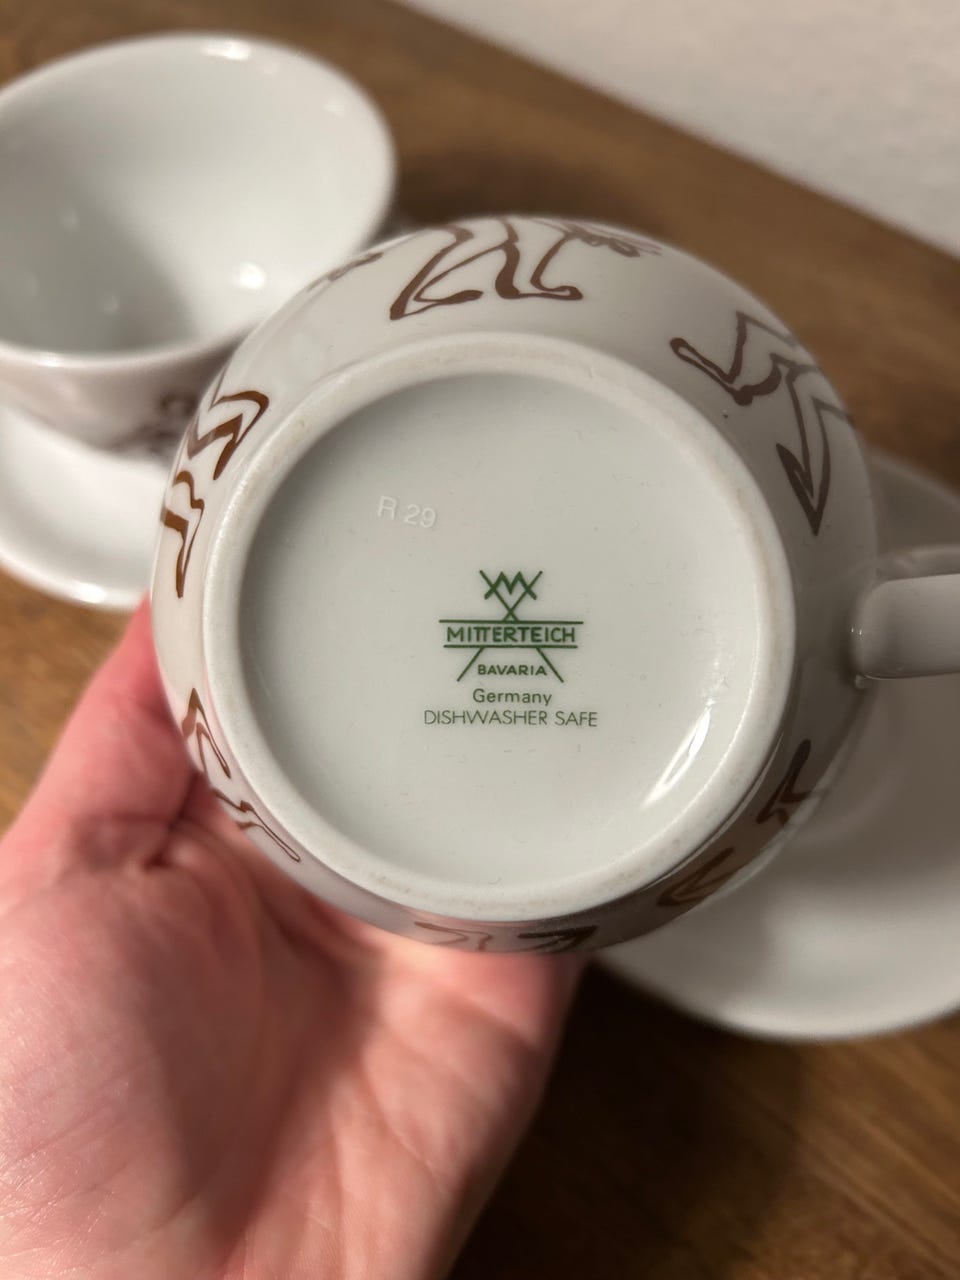 R 29
MITTERTEICH
BAVARIA
Germany
DISHWASHER SAFE